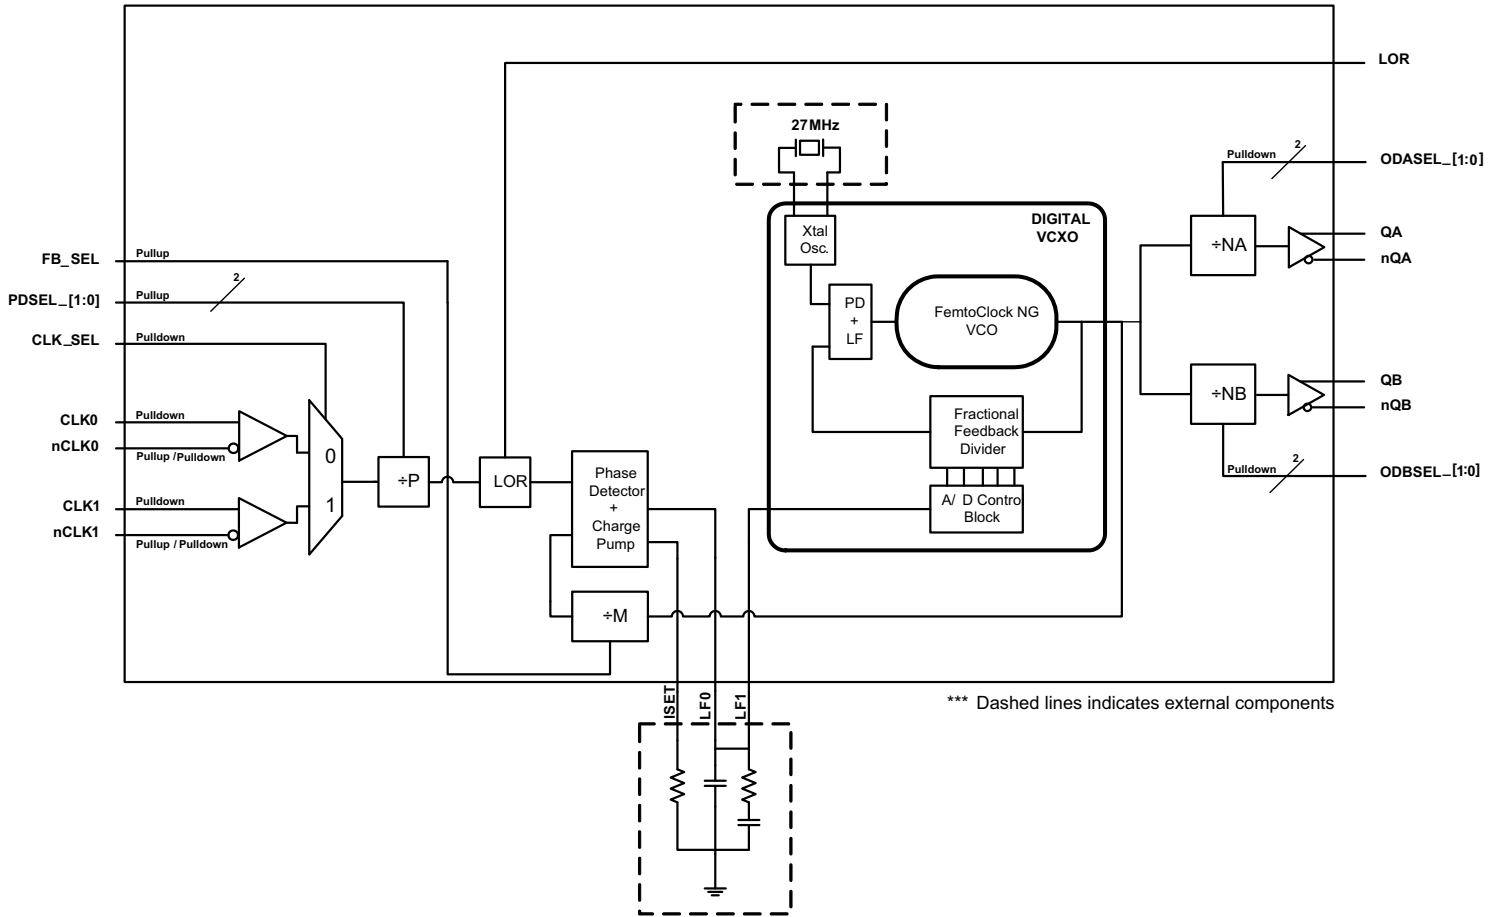 LOR
27MHz
2
Pulldown
ODASEL_[1:0]
DIGITAL
VCXO
Xtal
Osc.
÷NA
QA
nQA
FB_SEL
Pullup
2
PDSEL_[1:0]
Pullup
PD
+
LF
FemtoClock NG
VCO
CLK_SEL
Pulldown
÷NB
QB
nQB
CLK0
Pulldown
nCLK0
Pullup /Pulldown
0
1
Fractional
Feedback
Divider
2
Pulldown
ODBSEL_[1:0]
÷P
LOR
Phase
Detector
+
Charge
Pump
A/ D Contro
Block
CLK1
Pulldown
nCLK1
Pullup / Pulldown
÷M
ISET
LF0
LF1
*** Dashed lines indicates external components